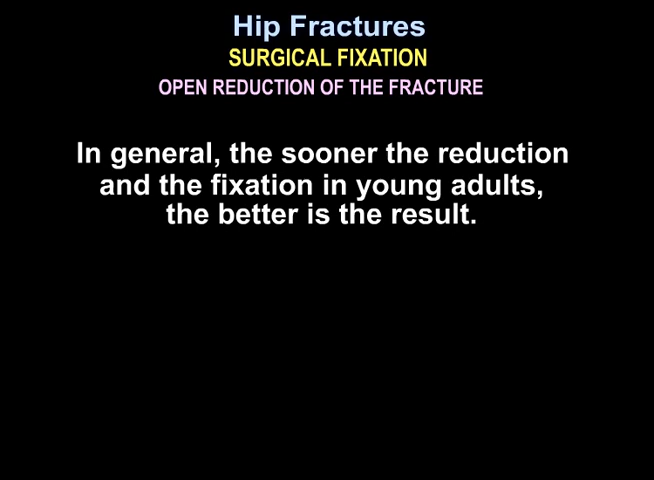 Hip Fractures
SURGICAL FIXATION
OPEN REDUCTION OF THE FRACTURE
In general, the sooner the reduction
and the fixation in young adults,
the better is the result.